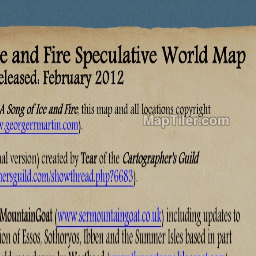 e and Fire Speculative World Map
eleased: February 2012
A Song of Ice and Fire, this map and all locations copyright
w.georgerrmartin.com).
MapTiler.com
al version) created by Tear of the Cartographer's Guild
ersguild.com/showthread.php?6683).
MountainGoat (www.sermountaingoat.co.uk) including updates to
ion of Essos, Sothoryos, Ibben and the Summer Isles based in part